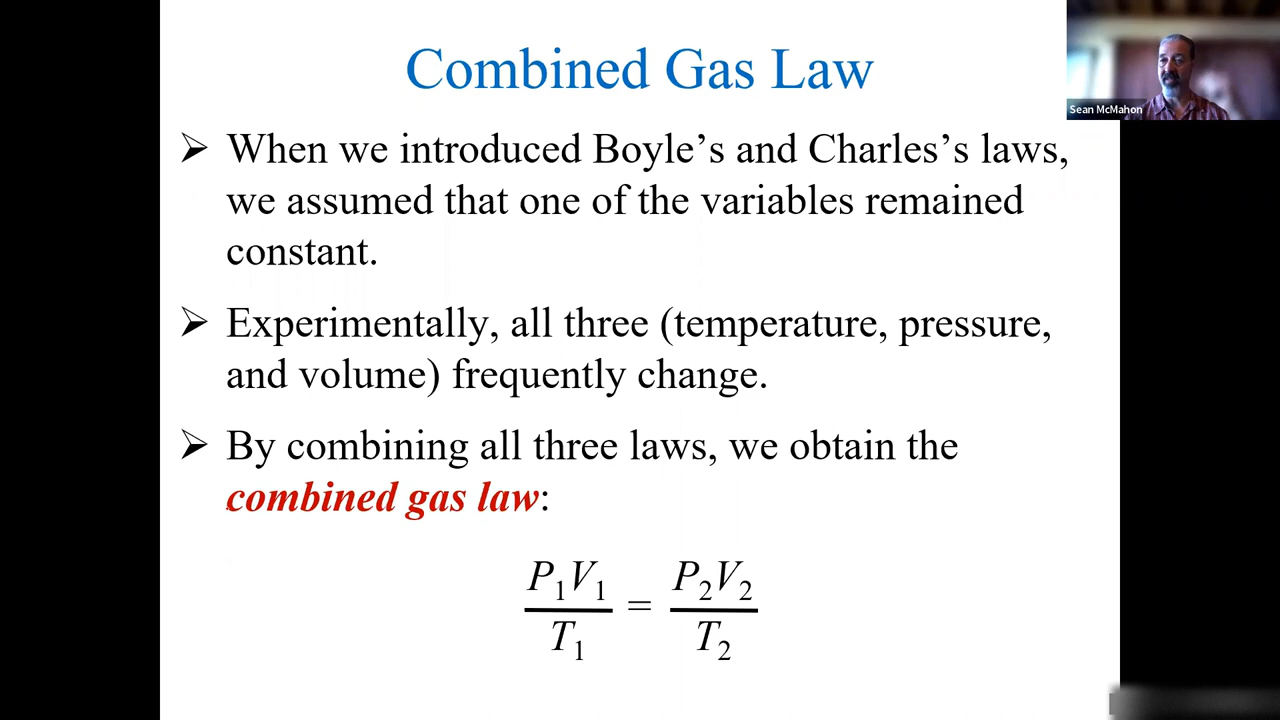 Combined Gas Law
Sean McMahon
➢ When we introduced Boyle’s and Charles’s laws,
we assumed that one of the variables remained
constant.
➢ Experimentally, all three (temperature, pressure,
and volume) frequently change.
➢ By combining all three laws, we obtain the
combined gas law:
P₁V₁ / T₁ = P₂V₂ / T₂